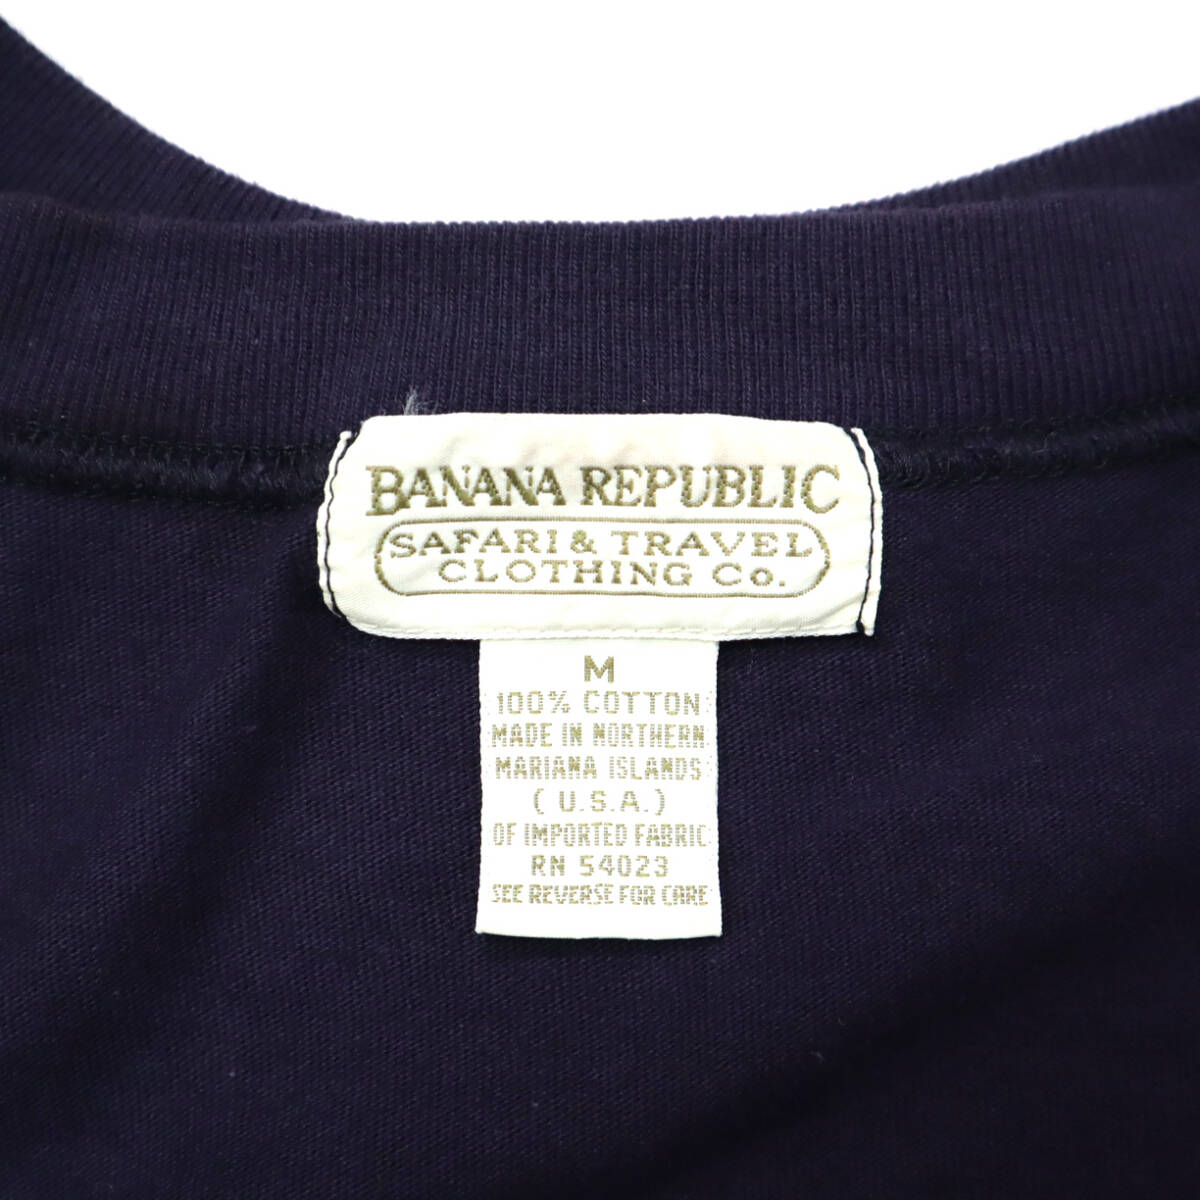 BANANA REPUBLIC
SAFARI & TRAVEL
CLOTHING Co.
M
100% COTTON
MADE IN NORTHERN
MARIANA ISLANDS
(U.S.A.)
OF IMPORTED FABRIC
RN 54023
SEE REVERSE FOR CARE